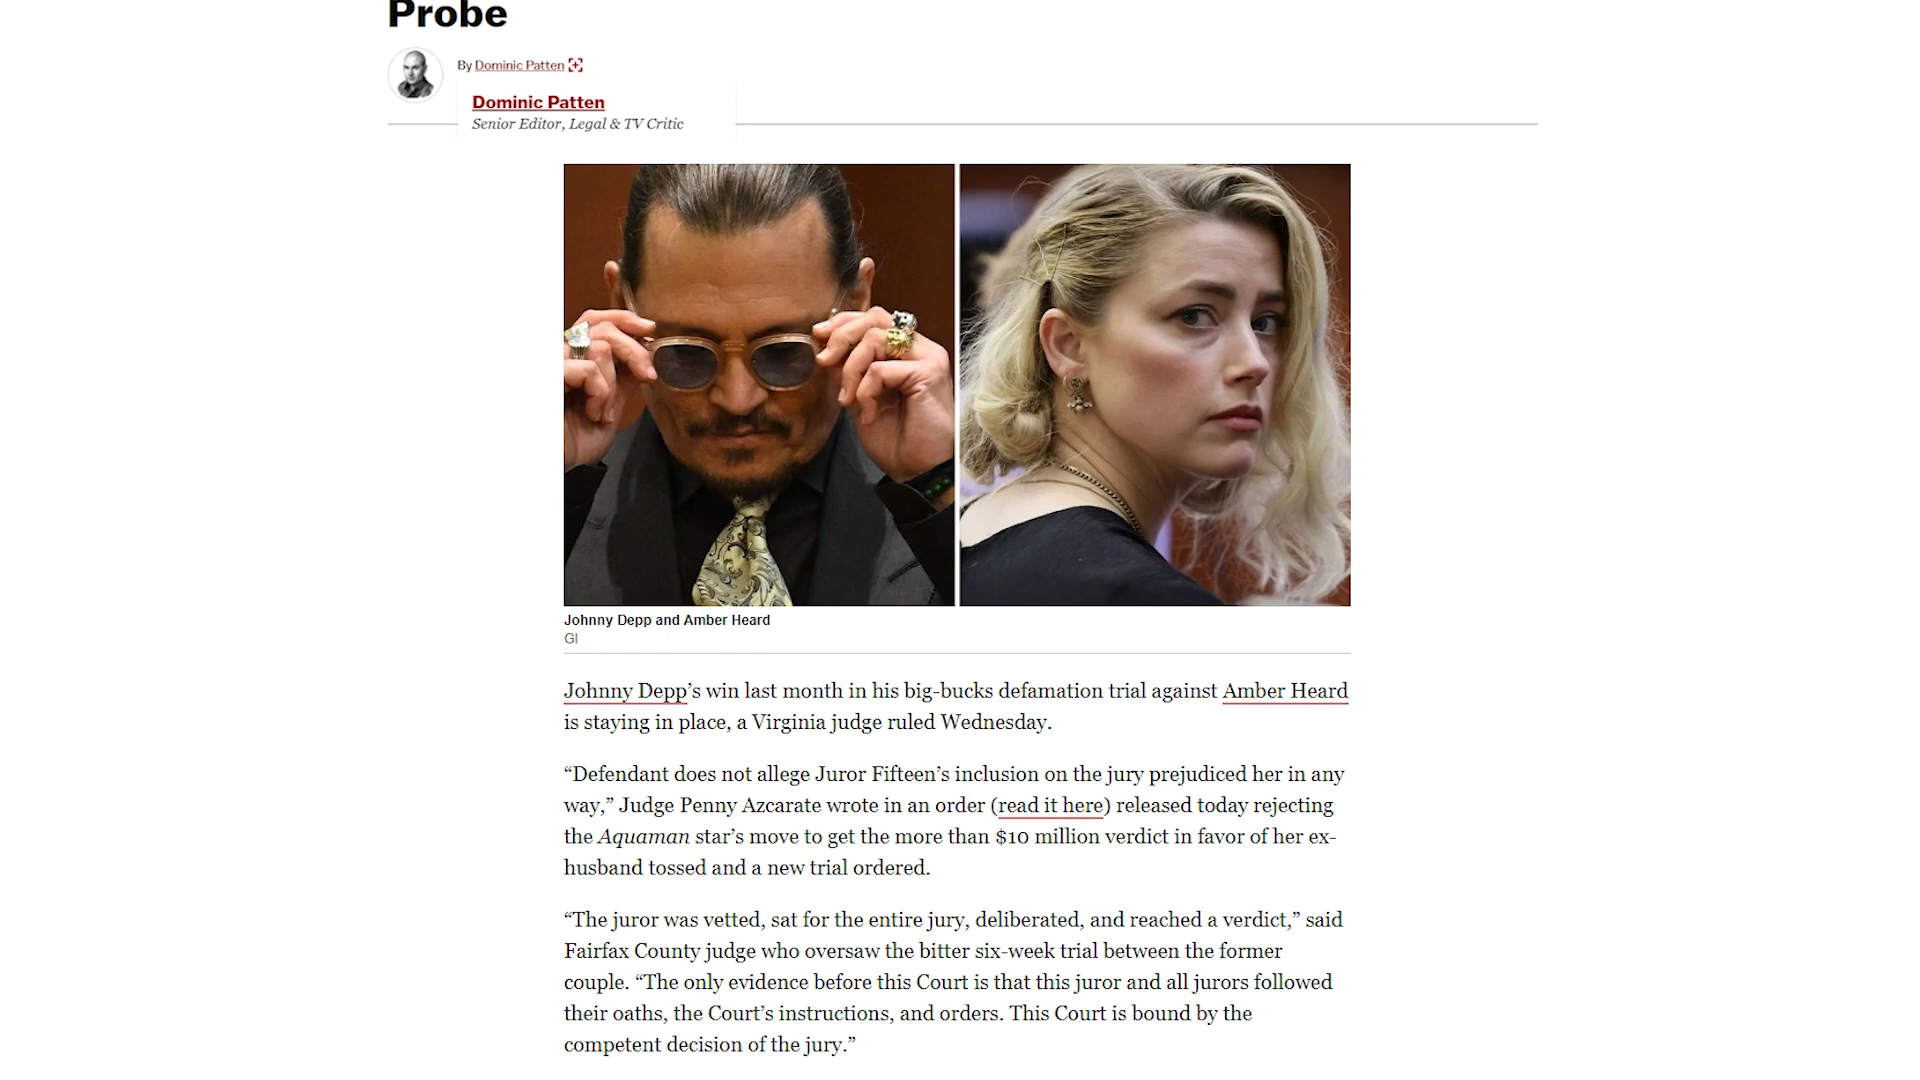 Probe
By Dominic Patten
Dominic Patten
Senior Editor, Legal & TV Critic
Johnny Depp and Amber Heard
GI
Johnny Depp’s win last month in his big-bucks defamation trial against Amber Heard
is staying in place, a Virginia judge ruled Wednesday.
“Defendant does not allege Juror Fifteen’s inclusion on the jury prejudiced her in any
way,” Judge Penny Azcarate wrote in an order (read it here) released today rejecting
the Aquaman star’s move to get the more than $10 million verdict in favor of her ex-
husband tossed and a new trial ordered.
“The juror was vetted, sat for the entire jury, deliberated, and reached a verdict,” said
Fairfax County judge who oversaw the bitter six-week trial between the former
couple. “The only evidence before this Court is that this juror and all jurors followed
their oaths, the Court’s instructions, and orders. This Court is bound by the
competent decision of the jury.”